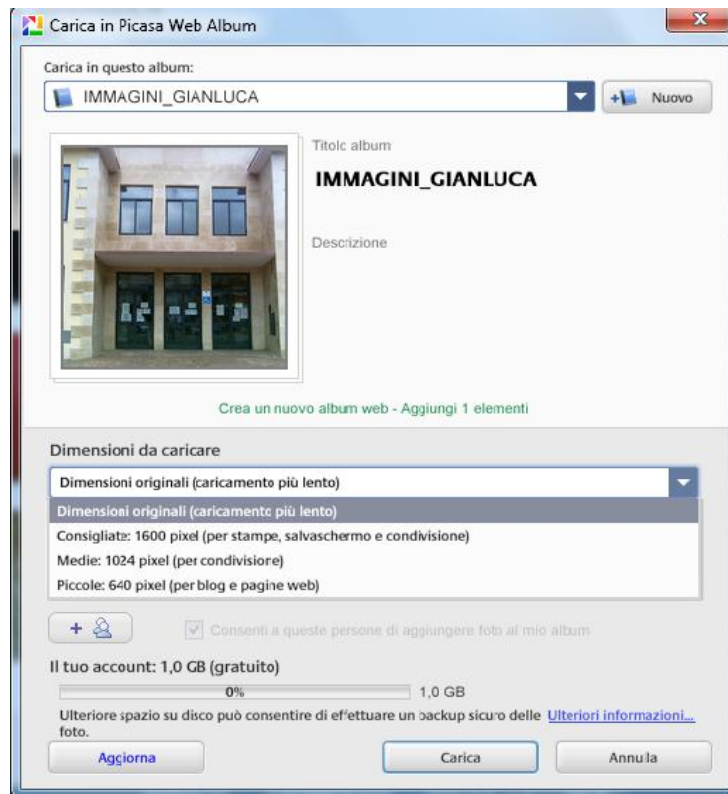 Carica in Picasa Web Album
Carica in questo album:
IMMAGINI_GIANLUCA
Nuovo
Titolo album
IMMAGINI_GIANLUCA
Descrizione
Crea un nuovo album web - Aggiungi 1 elementi
Dimensioni da caricare
Dimensioni originali (caricamento più lento)
Dimensioni originali (caricamento più lento)
Consigliate: 1600 pixel (per stampe, salvaschermo e condivisione)
Medie: 1024 pixel (per condivisione)
Piccole: 640 pixel (per blog e pagine web)
Consenti a queste persone di aggiungere foto al mio album
Il tuo account: 1,0 GB (gratuito)
0% 1,0 GB
Ulteriore spazio su disco può consentire di effettuare un backup sicuro delle Ulteriori informazioni...
foto.
Aggiorna Carica Annulla